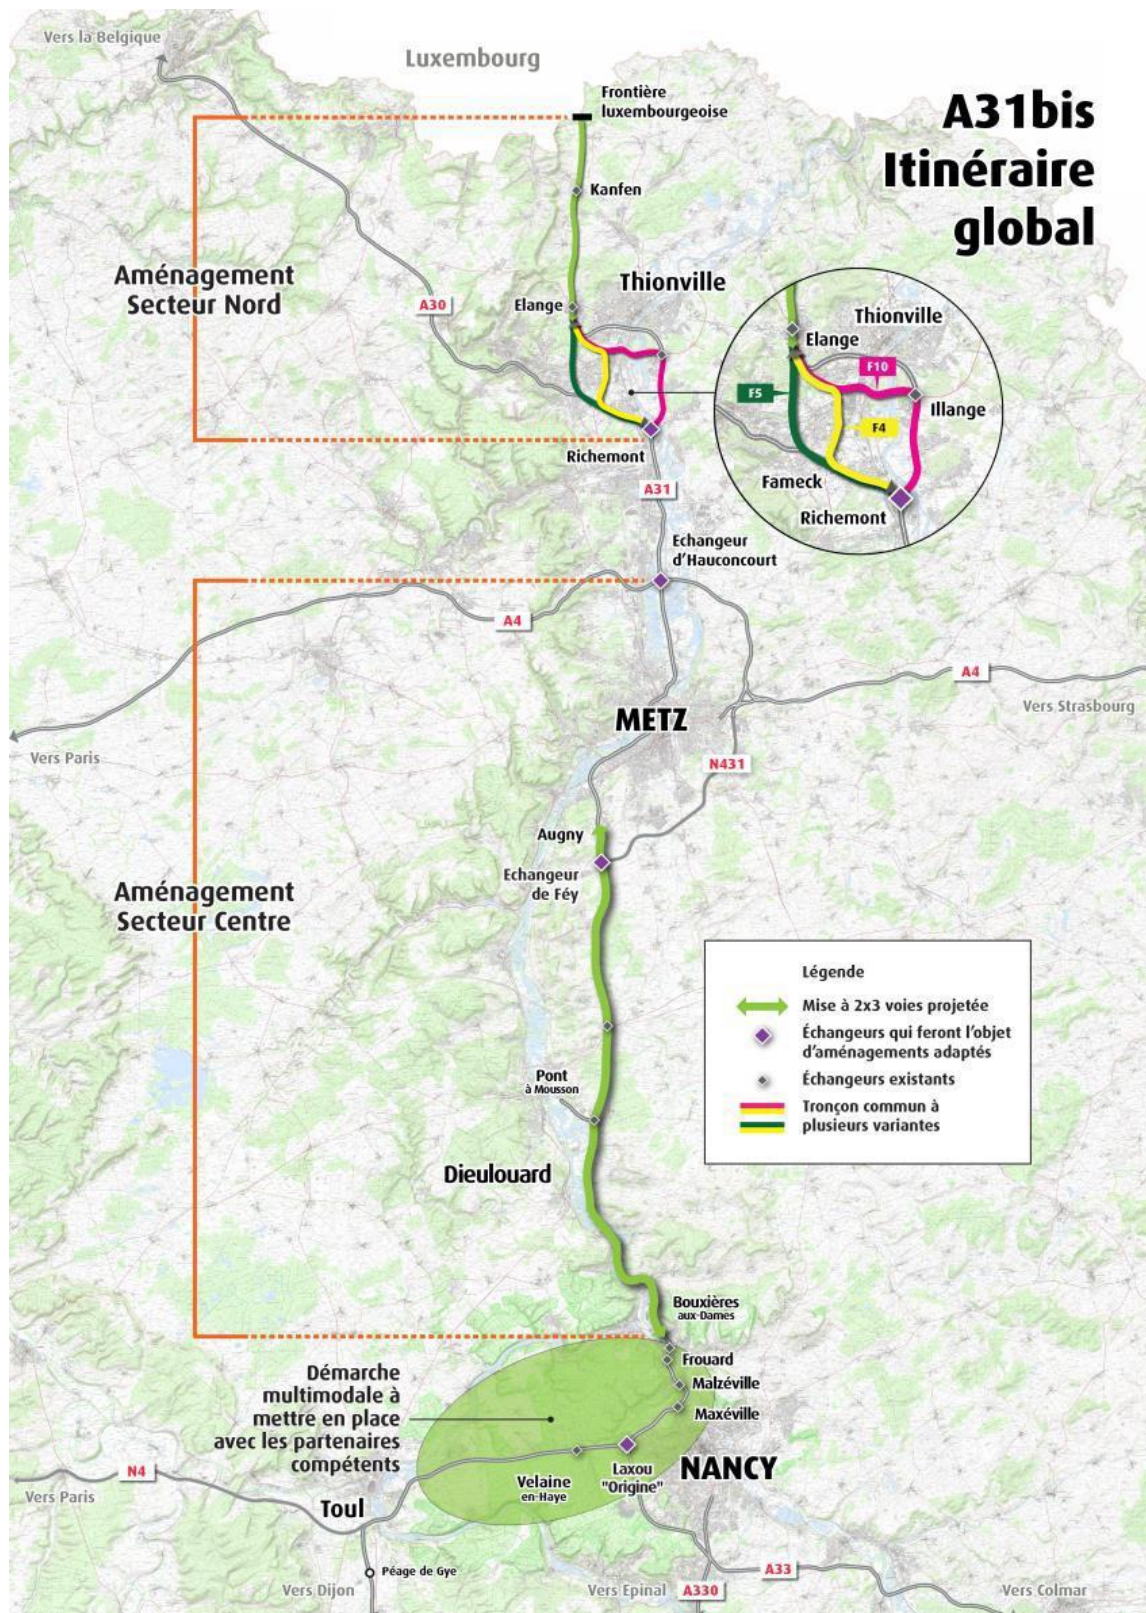 Vers la Belgique
Luxembourg
Frontière
luxembourgeoise
A31bis
Itinéraire
global
Kanfen
Aménagement
Secteur Nord
Thionville
Elange
A30
Thionville
Elange
F10
F5
Illange
F4
Richemont
Fameck
A31
Richemont
Echangeur
d'Hauconcourt
A4
A4
METZ
Vers Strasbourg
Vers Paris
N431
Augny
Echangeur
de Féy
Aménagement
Secteur Centre
Légende
Mise à 2x3 voies projetée
Échangeurs qui feront l'objet
d'aménagements adaptés
Échangeurs existants
Tronçon commun à
plusieurs variantes
Pont
à Mousson
Dieulouard
Bouxières
aux-Dames
Frouard
Démarche
multimodale à
mettre en place
avec les partenaires
compétents
Malzéville
Maxéville
N4
Vers Paris
Velaine
en-Haye
Laxou
"Origine"
NANCY
Toul
Péage de Gye
Vers Dijon
Vers Epinal
A330
A33
Vers Colmar